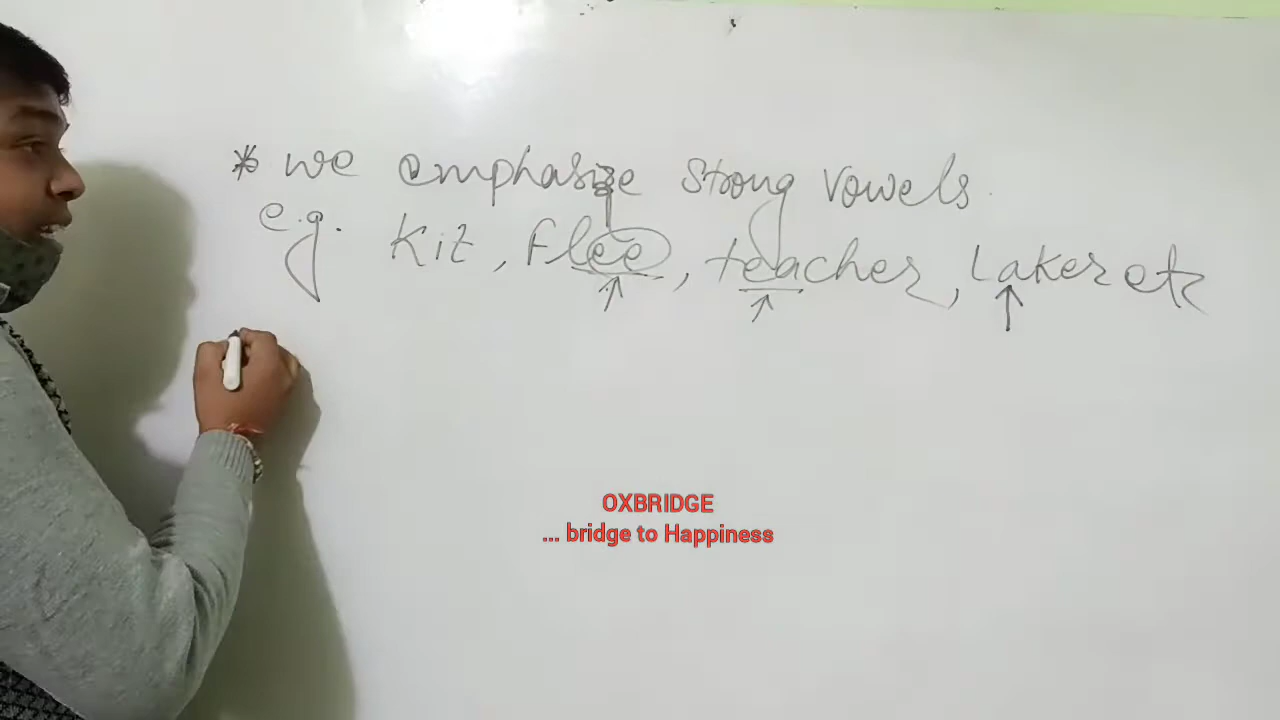 * we emphasize strong vowels.
e.g. Kit, Flee, teacher, Laker etc
OXBRIDGE
... bridge to Happiness